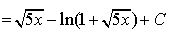 =√5x − ln(1 + √5x) + C